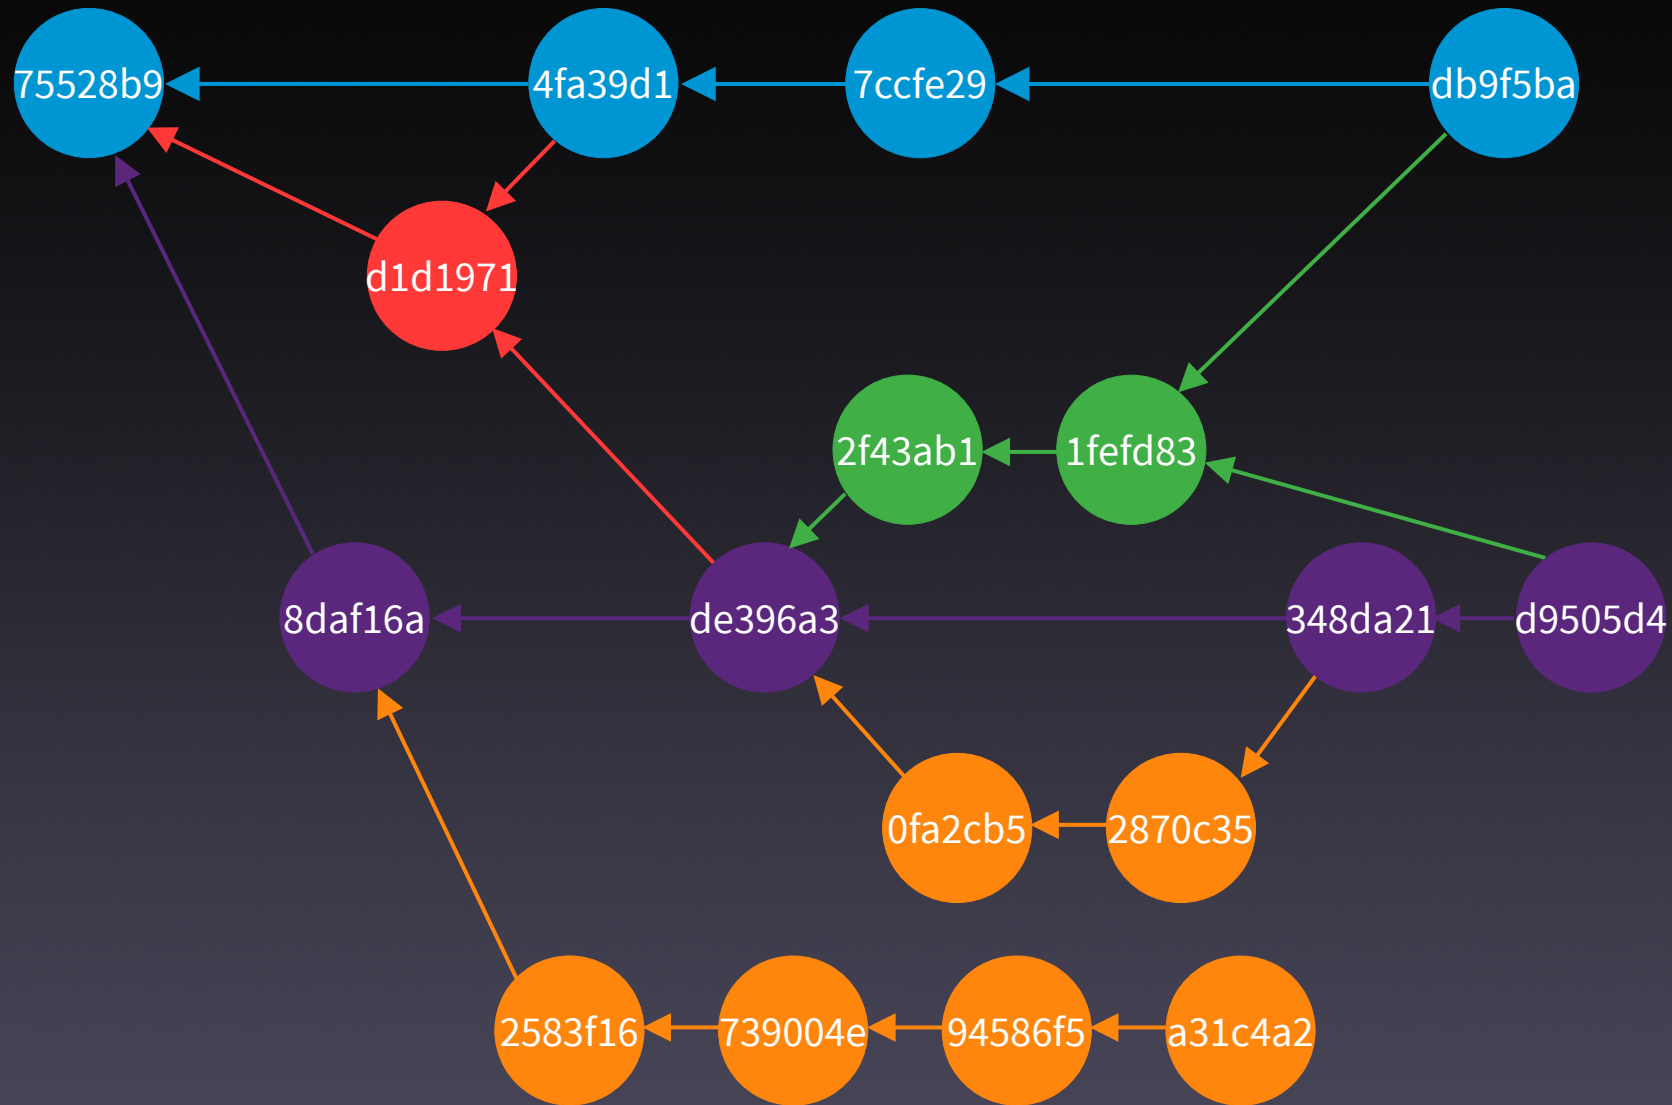 75528b9
4fa39d1
7ccfe29
db9f5ba
d1d1971
2f43ab1
1fefd83
8daf16a
de396a3
348da21
d9505d4
0fa2cb5
2870c35
2583f16
739004e
94586f5
a31c4a2